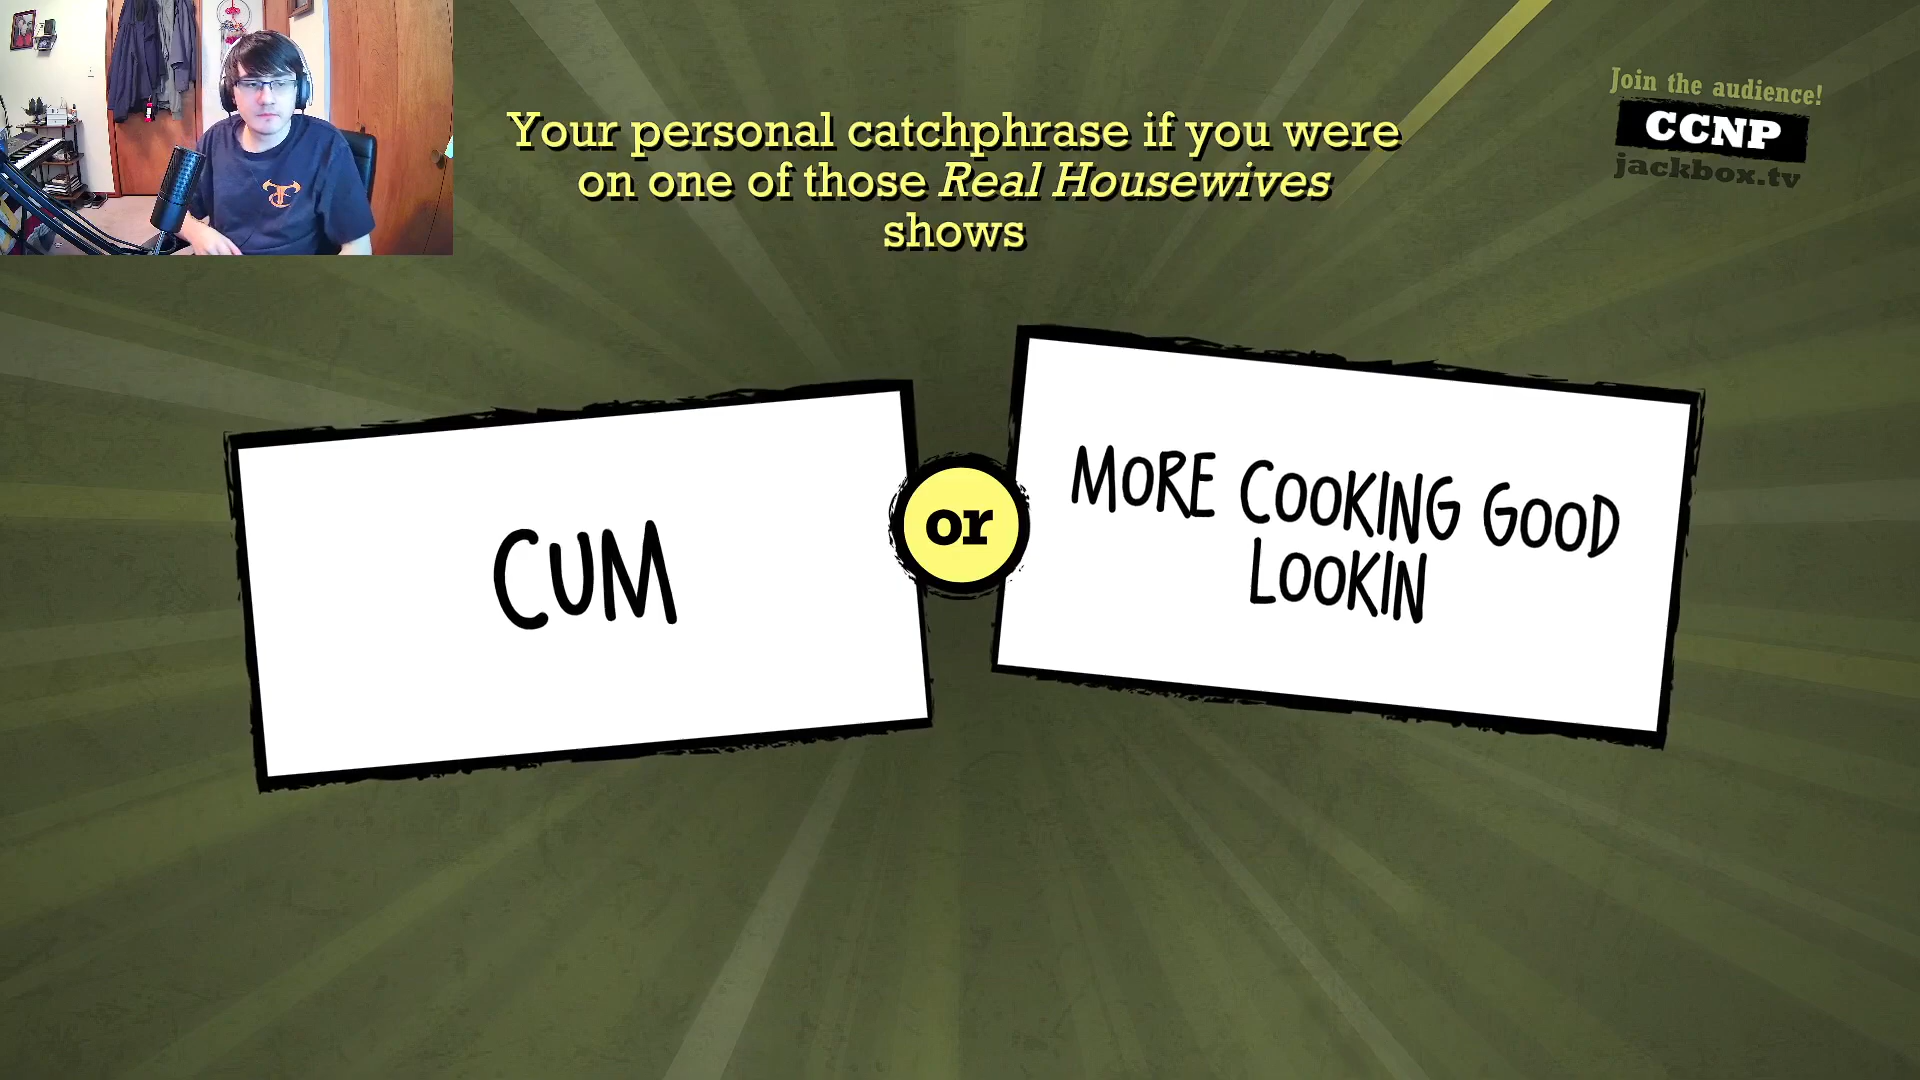 Join the audience!
CCNP
jackbox.tv
Your personal catchphrase if you were
on one of those Real Housewives
shows
CUM
or
MORE COOKING GOOD
LOOKIN